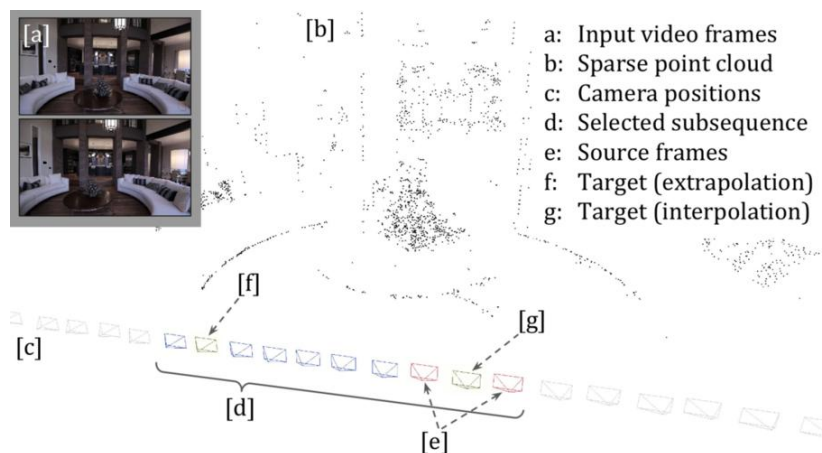 [a]
[b]
a: Input video frames
b: Sparse point cloud
c: Camera positions
d: Selected subsequence
e: Source frames
f: Target (extrapolation)
g: Target (interpolation)
[f]
[g]
[c]
[d]
[e]